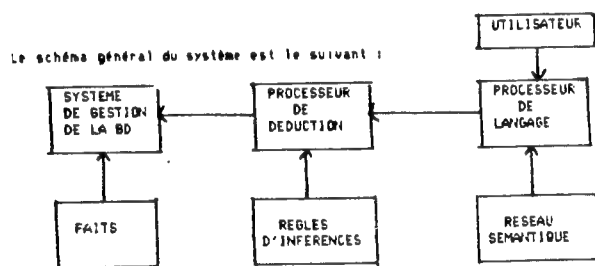 UTILISATEUR
Le schéma général du système est le suivant :
SYSTEME
DE GESTION
DE LA BD
PROCESSEUR
DE
DEDUCTION
PROCESSEUR
DE
LANGAGE
FAITS
REGLES
D'INFERENCES
RESEAU
SEMANTIQUE